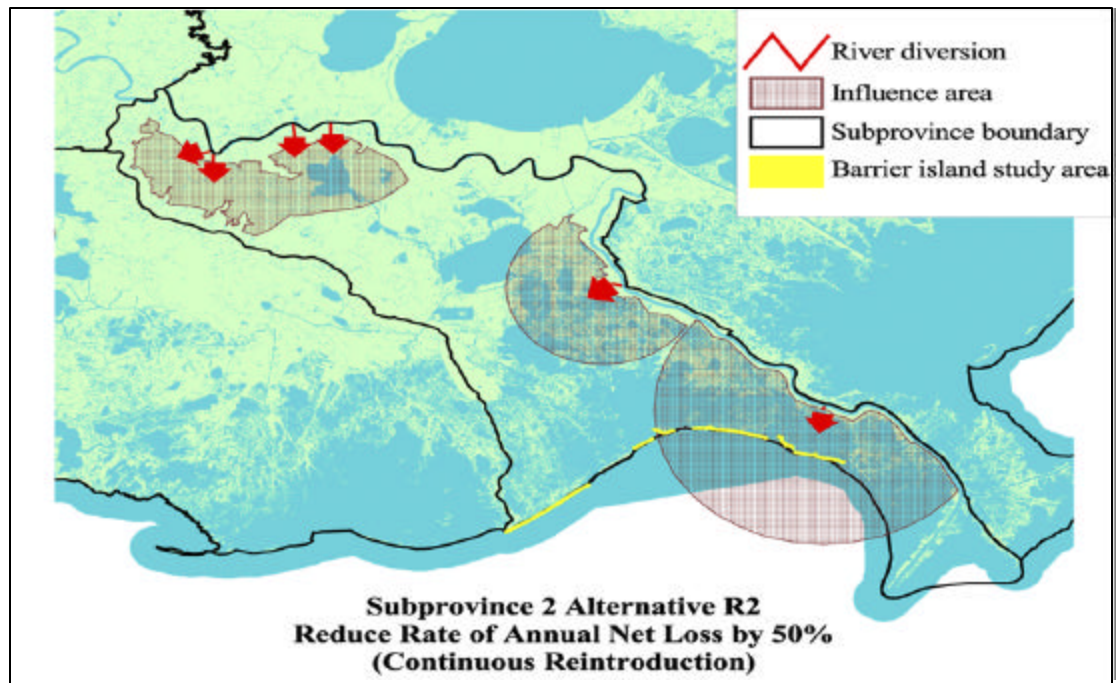 River diversion
Influence area
Subprovince boundary
Barrier island study area
Subprovince 2 Alternative R2
Reduce Rate of Annual Net Loss by 50%
(Continuous Reintroduction)